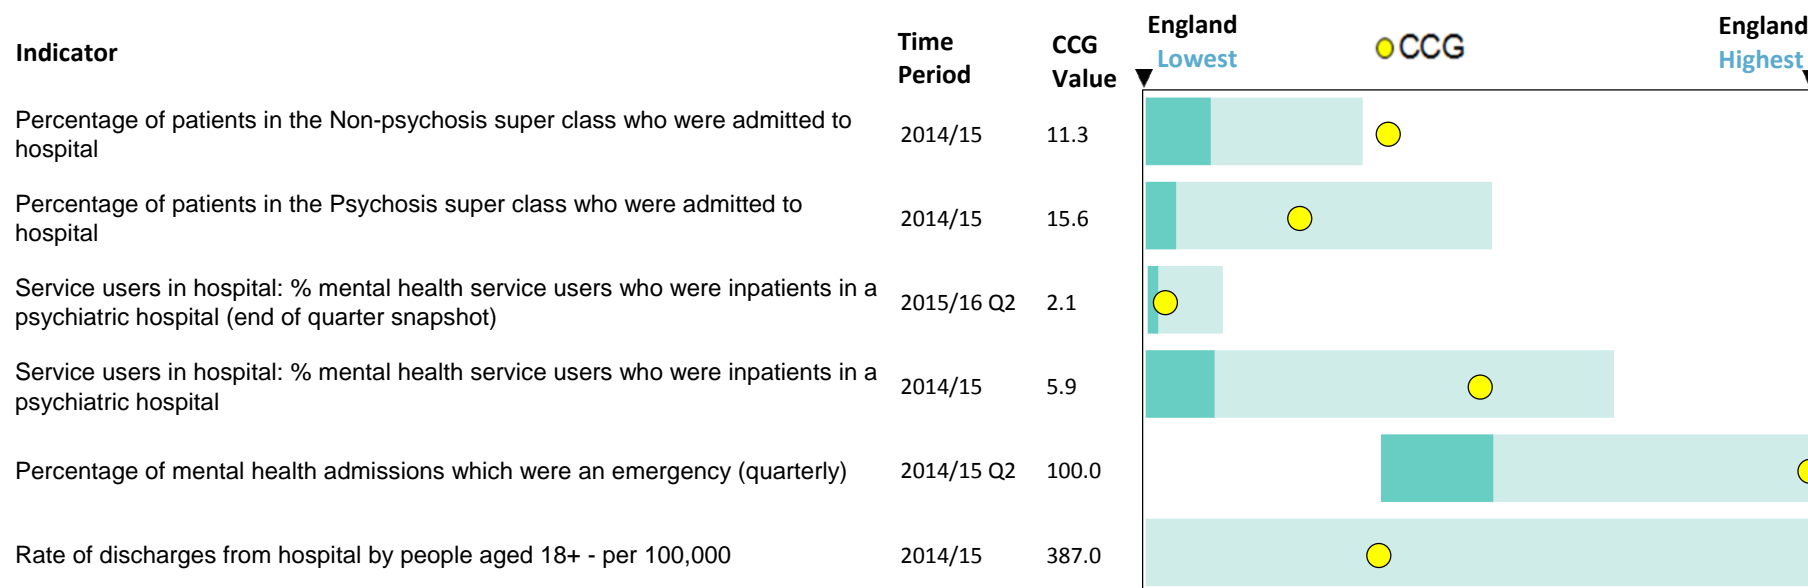 Indicator
Time Period
CCG Value
England Lowest
CCG
England Highest
Percentage of patients in the Non-psychosis super class who were admitted to
hospital
2014/15
11.3
Percentage of patients in the Psychosis super class who were admitted to
hospital
2014/15
15.6
Service users in hospital: % mental health service users who were inpatients in a
psychiatric hospital (end of quarter snapshot)
2015/16 Q2
2.1
Service users in hospital: % mental health service users who were inpatients in a
psychiatric hospital
2014/15
5.9
Percentage of mental health admissions which were an emergency (quarterly)
2014/15 Q2
100.0
Rate of discharges from hospital by people aged 18+ - per 100,000
2014/15
387.0